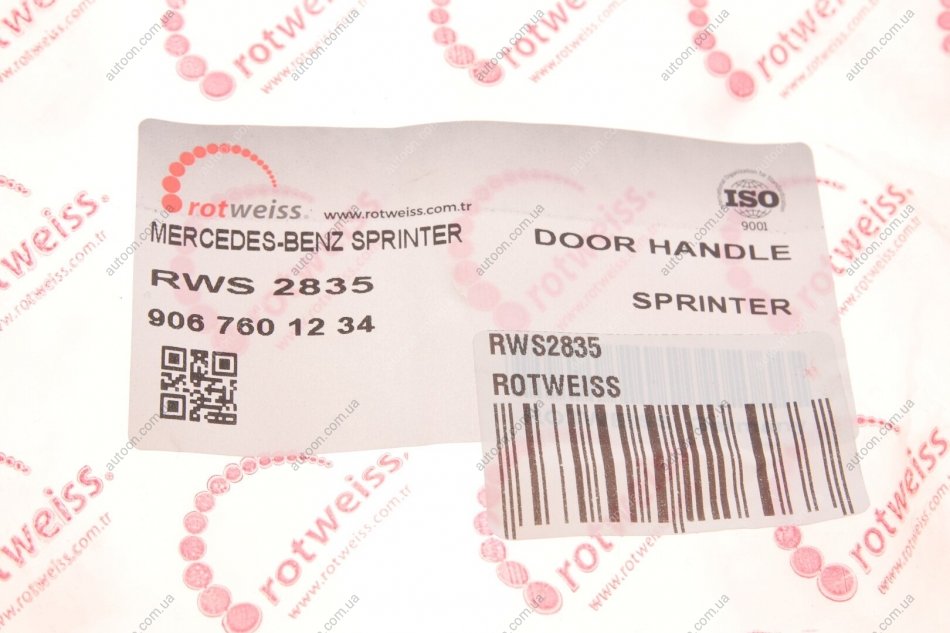 rotweiss.
www.rotweiss.com.tr
MERCEDES-BENZ SPRINTER
RWS 2835
906 760 12 34
ISO
9001
DOOR HANDLE
SPRINTER
RWS2835
ROTWEISS
rotweiss.
www.rotweiss.com.tr
autoon.com.ua